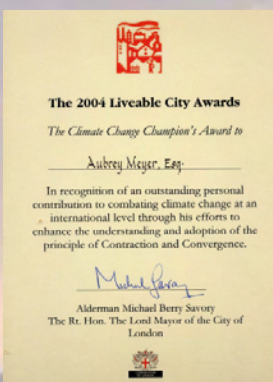 The 2004 Liveable City Awards
The Climate Change Champion's Award to
Aubrey Meyer, Esq.
In recognition of an outstanding personal
contribution to combating climate change at an
international level through his efforts to
enhance the understanding and adoption of the
principle of Contraction and Convergence.
Alderman Michael Berry Savory
The Rt. Hon. The Lord Mayor of the City of
London